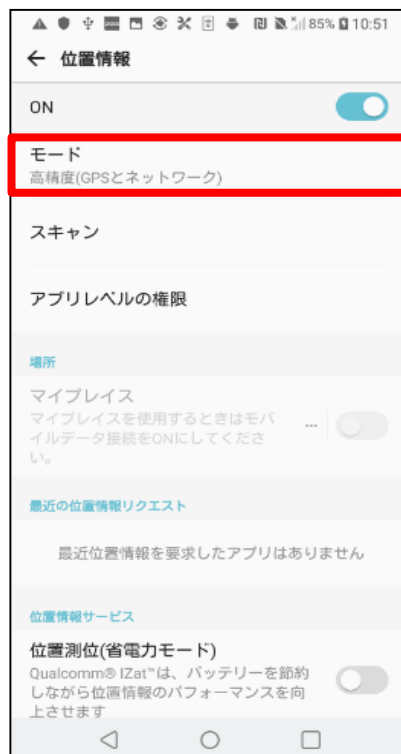 85% 10:51
位置情報
ON
モード
高精度(GPSとネットワーク)
スキャン
アプリレベルの権限
場所
マイプレイス
マイプレイスを使用するときはモバ
イルデータ接続をONにしてくださ
い。
最近の位置情報リクエスト
最近位置情報を要求したアプリはありません
位置情報サービス
位置測位(省電力モード)
Qualcomm® IZat™は、バッテリーを節約
しながら位置情報のパフォーマンスを向
上させます